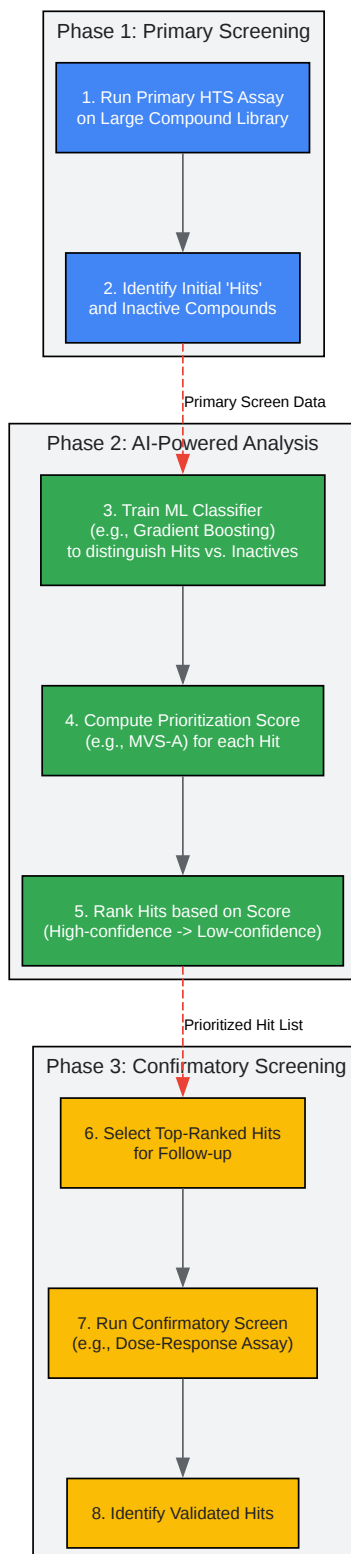 Phase 1: Primary Screening
1. Run Primary HTS Assay
on Large Compound Library
2. Identify Initial 'Hits'
and Inactive Compounds
Primary Screen Data
Phase 2: AI-Powered Analysis
3. Train ML Classifier
(e.g., Gradient Boosting)
to distinguish Hits vs. Inactives
4. Compute Prioritization Score
(e.g., MVS-A) for each Hit
5. Rank Hits based on Score
(High-confidence -> Low-confidence)
Prioritized Hit List
Phase 3: Confirmatory Screening
6. Select Top-Ranked Hits
for Follow-up
7. Run Confirmatory Screen
(e.g., Dose-Response Assay)
8. Identify Validated Hits